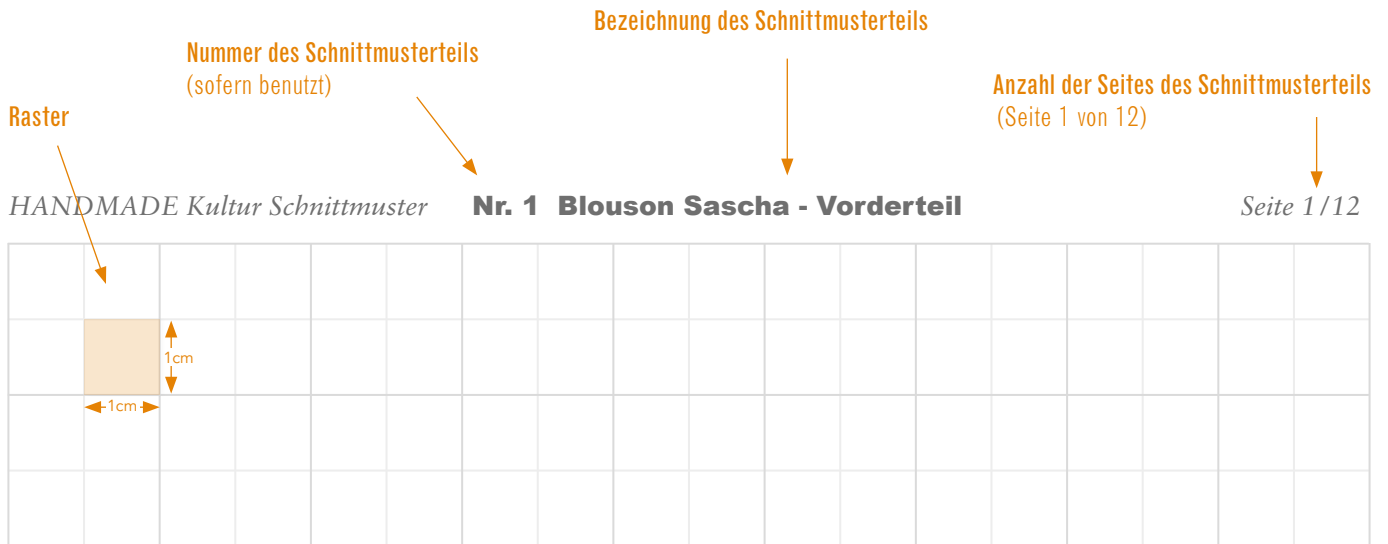 Bezeichnung des Schnittmusterteils
Nummer des Schnittmusterteils
(sofern benutzt)
Anzahl der Seites des Schnittmusterteils
(Seite 1 von 12)
Raster
HANDMADE Kultur Schnittmuster Nr. 1 Blouson Sascha - Vorderteil Seite 1/12
1cm
1cm